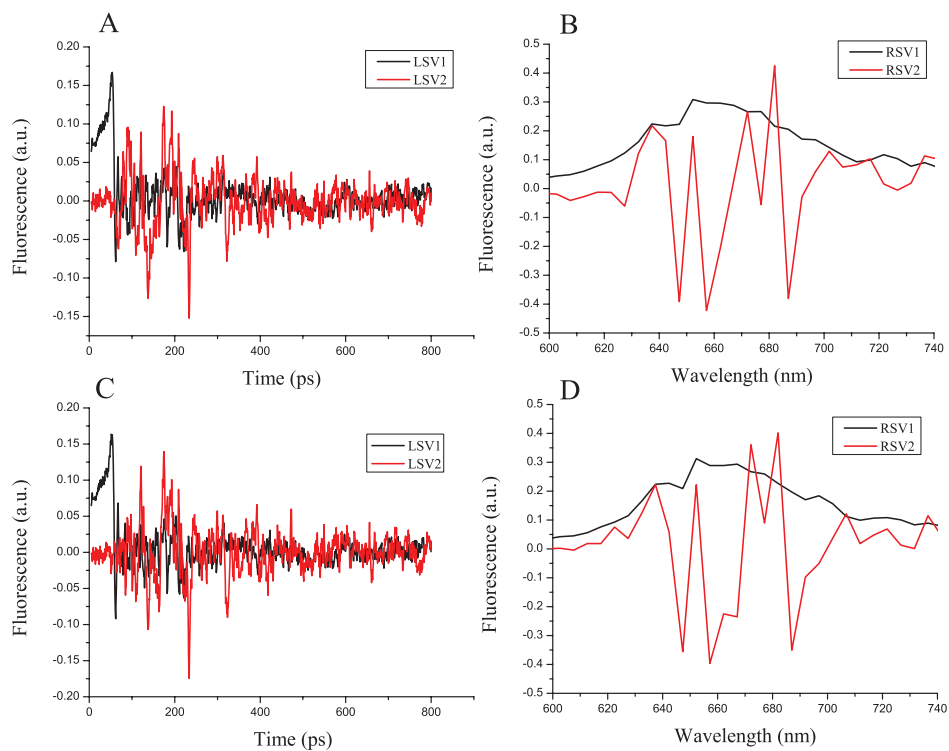 A
LSV1
LSV2
0.20
0.15
0.10
0.05
0.00
-0.05
-0.10
-0.15
0 200 400 600 800
Fluorescence (a.u.)
Time (ps)
B
RSV1
RSV2
0.5
0.4
0.3
0.2
0.1
0.0
-0.1
-0.2
-0.3
-0.4
-0.5
600 620 640 660 680 700 720 740
Fluorescence (a.u.)
Wavelength (nm)
C
LSV1
LSV2
0.20
0.15
0.10
0.05
0.00
-0.05
-0.10
-0.15
-0.20
0 200 400 600 800
Fluorescence (a.u.)
Time (ps)
D
RSV1
RSV2
0.5
0.4
0.3
0.2
0.1
0.0
-0.1
-0.2
-0.3
-0.4
-0.5
600 620 640 660 680 700 720 740
Fluorescence (a.u.)
Wavelength (nm)